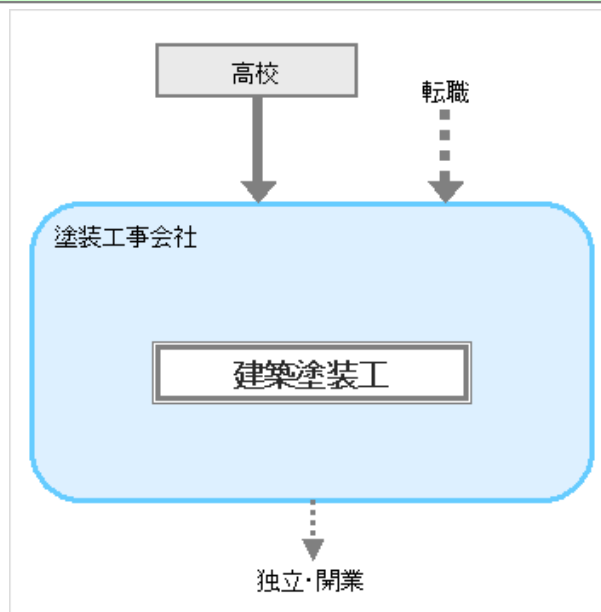 高校
転職
塗装工事会社
建築塗装工
独立･開業